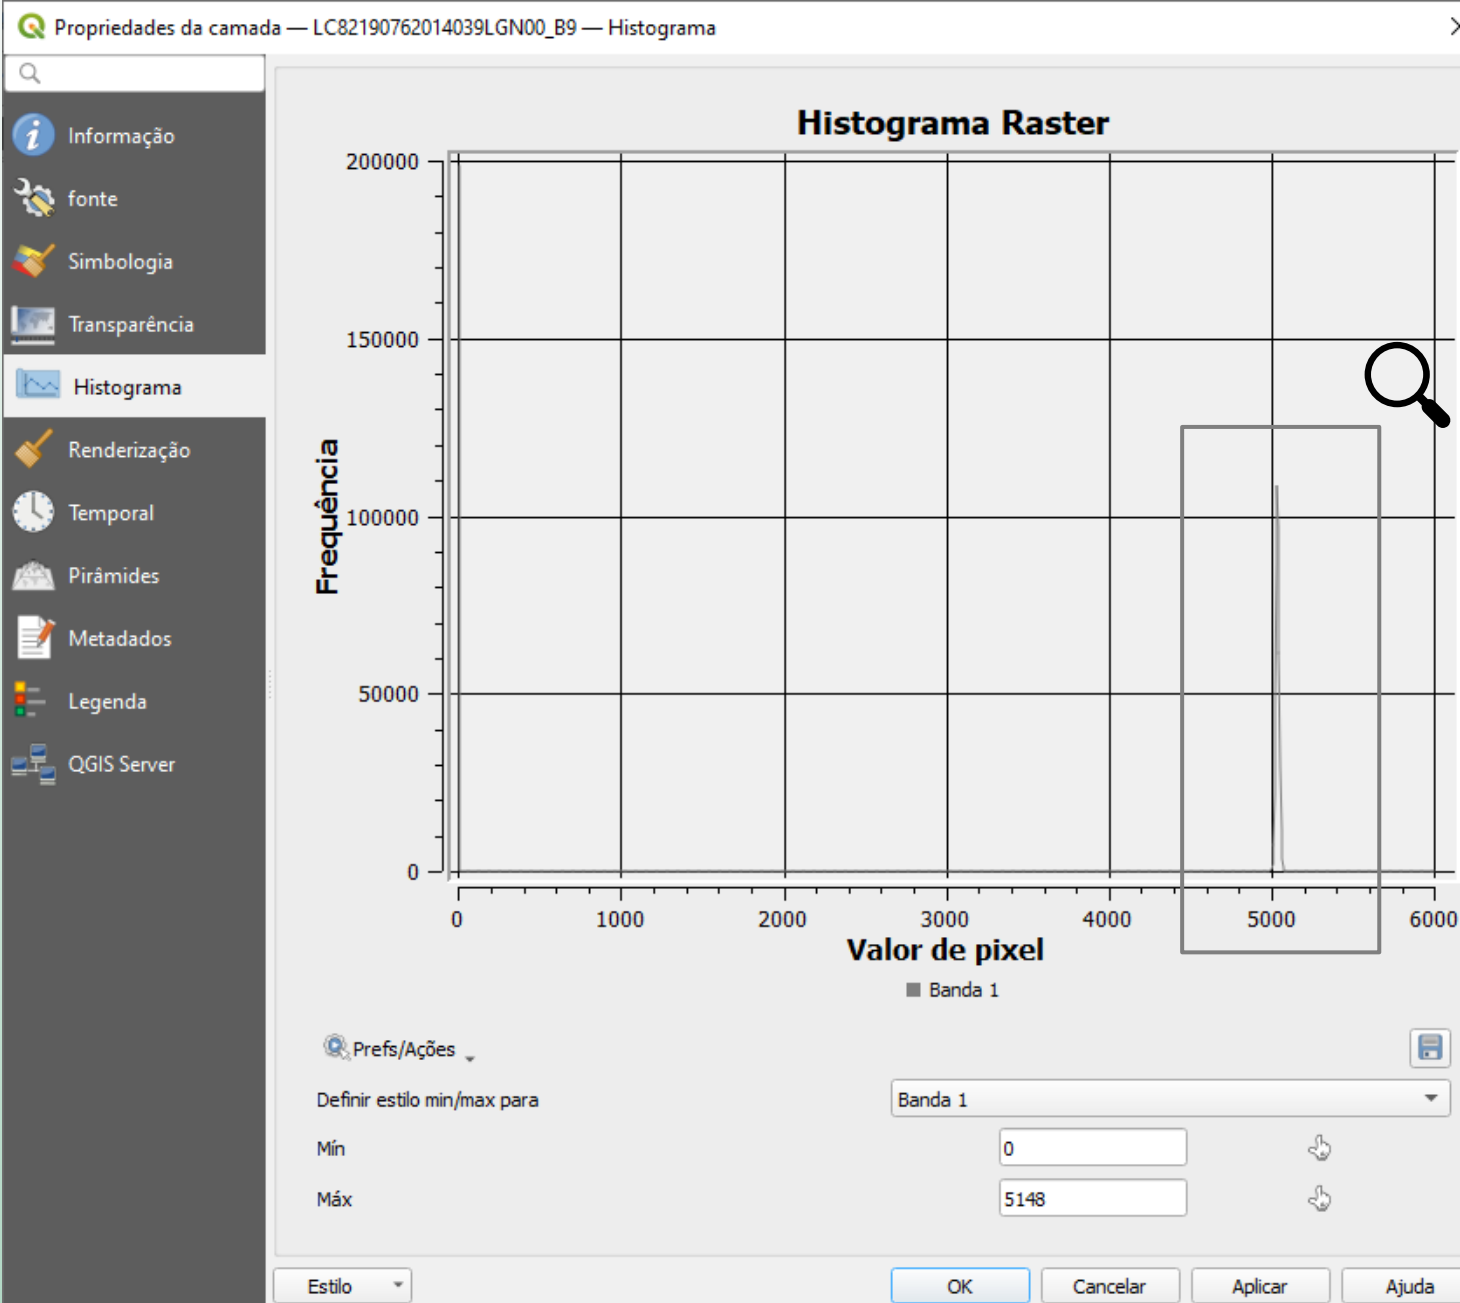 Propriedades da camada — LC82190762014039LGN00_B9 — Histograma
Informação
fonte
Simbologia
Transparência
Histograma
Renderização
Temporal
Pirâmides
Metadados
Legenda
QGIS Server
Histograma Raster
Frequência
200000
150000
100000
50000
0
0 1000 2000 3000 4000 5000 6000
Valor de pixel
Banda 1
Prefs/Ações
Definir estilo min/max para Banda 1
Mín 0
Máx 5148
Estilo OK Cancelar Aplicar Ajuda